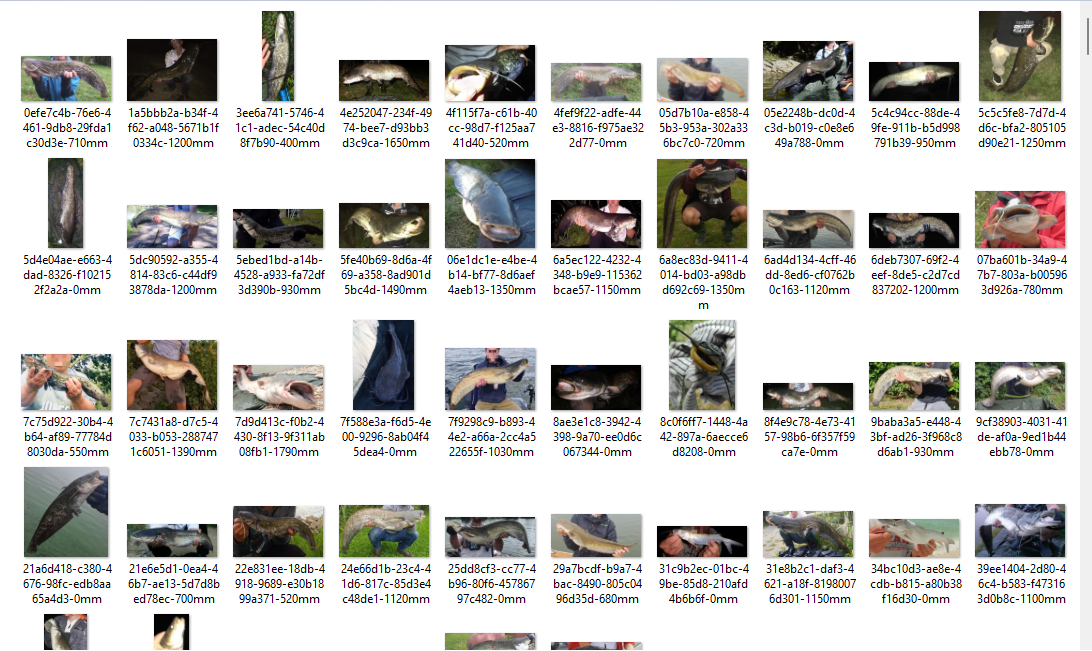 0efe7c4b-76e6-4
461-9db8-29fda1
c30d3e-710mm
1a5bbb2a-b34f-4
f62-a048-5671b1f
0334c-1200mm
3ee6a741-5746-4
1c1-adec-54c40d
8f7b90-400mm
4e252047-234f-49
74-bee7-d93bb3
d3c9ca-1650mm
4f115f7a-c61b-40
cc-98d7-f125aa7
41d40-520mm
4fef9f22-adfe-44
e3-8816-f975ae32
2d77-0mm
05d7b10a-e858-4
5b3-953a-302a33
6bc7c0-720mm
05e2248b-dc0d-4
c3d-b019-c0e8e6
49a788-0mm
5c4c94cc-88de-4
9fe-911b-b5d998
791b39-950mm
5c5c5fe8-7d7d-4
d6c-bfa2-805105
d90e21-1250mm
5d4e04ae-e663-4
dad-8326-f10215
2f2a2a-0mm
5dc90592-a355-4
814-83c6-c44df9
3878da-1200mm
5ebed1bd-a14b-
4528-a933-fa72df
3d390b-930mm
5fe40b69-8d6a-4f
69-a358-8ad901d
5bc4d-1490mm
06e1dc1e-e4be-4
b14-bf77-8d6aef
4aeb13-1350mm
6a5ec122-4232-4
348-b9e9-115362
bcae57-1150mm
6a8ec83d-9411-4
014-bd03-a98db
d692c69-1350m
m
6ad4d134-4cff-46
dd-8ed6-cf0762b
0c163-1120mm
6deb7307-69f2-4
eef-8de5-c2d7cd
837202-1200mm
07ba601b-34a9-4
7b7-803a-b00596
3d926a-780mm
7c75d922-30b4-4
b64-af89-77784d
8030da-550mm
7c7431a8-d7c5-4
033-b053-288747
1c6051-1390mm
7d9d413c-f0b2-4
430-8f13-9f311ab
08fb1-1790mm
7f588e3a-f6d5-4e
00-9296-8ab04f4
5dea4-0mm
7f9298c9-b893-4
4e2-a66a-2cc4a5
22655f-1030mm
8ae3e1c8-3942-4
398-9a70-ee0d6c
067344-0mm
8c0f6ff7-1448-4a
42-897a-6aecce6
d8208-0mm
8f4e9c78-4e73-41
57-98b6-6f357f59
ca7e-0mm
9baba3a5-e448-4
3bf-ad26-3f968c8
d6ab1-930mm
9cf38903-4031-41
de-af0a-9ed1b44
ebb78-0mm
21a6d418-c380-4
676-98fc-edb8aa
65a4d3-0mm
21e6e5d1-0ea4-4
6b7-ae13-5d7d8b
ed78ec-700mm
22e831ee-18db-4
918-9689-e30b18
99a371-520mm
24e66d1b-23c4-4
1d6-817c-85d3e4
c48de1-1120mm
25dd8cf3-cc77-4
b96-80f6-457867
97c482-0mm
29a7bcdf-b9a7-4
bac-8490-805c04
96d35d-680mm
31c9b2ec-01bc-4
9be-85d8-210afd
4b6b6f-0mm
31e8b2c1-daf3-4
621-a18f-8198007
6d301-1150mm
34bc10d3-ae8e-4
cdb-b815-a80b38
f16d30-0mm
39ee1404-2d80-4
6c4-b583-f47316
3d0b8c-1100mm